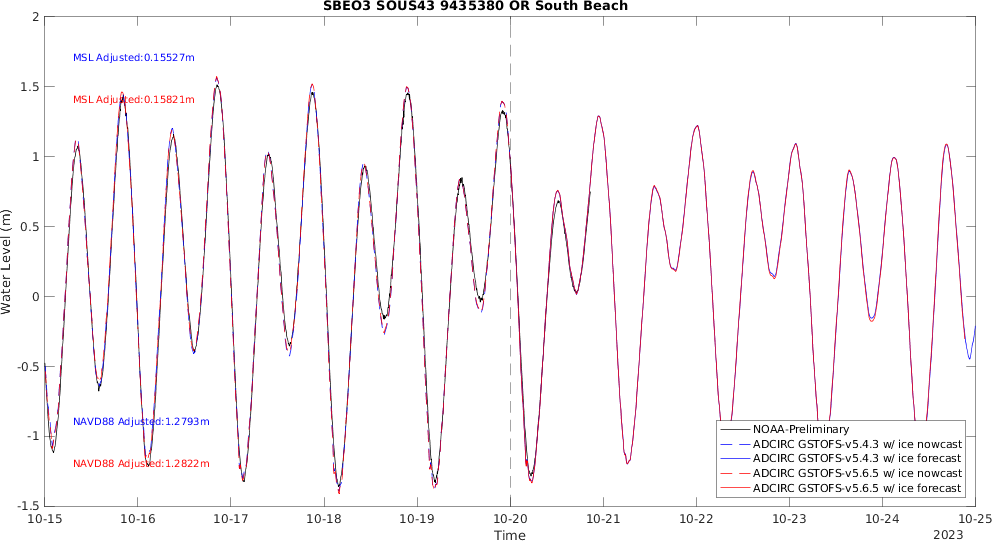 SBEO3 SOUS43 9435380 OR South Beach
MSL Adjusted:0.15527m
MSL Adjusted:0.15821m
NAVD88 Adjusted:1.2793m
NAVD88 Adjusted:1.2822m
Water Level (m)
2
1.5
1
0.5
0
-0.5
-1
-1.5
NOAA-Preliminary
ADCIRC GSTOFS-v5.4.3 w/ ice nowcast
ADCIRC GSTOFS-v5.4.3 w/ ice forecast
ADCIRC GSTOFS-v5.6.5 w/ ice nowcast
ADCIRC GSTOFS-v5.6.5 w/ ice forecast
10-15 10-16 10-17 10-18 10-19 10-20 10-21 10-22 10-23 10-24 10-25
Time
2023